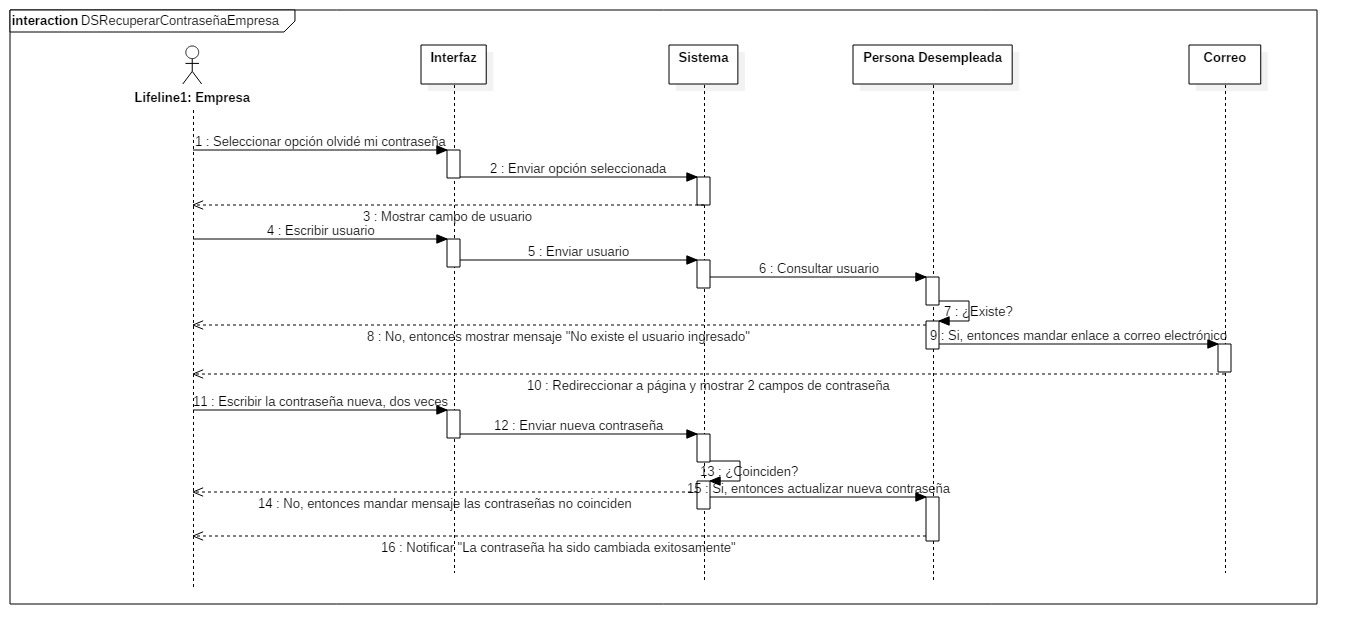 interaction DSRecuperarContraseñaEmpresa
Interfaz
Sistema
Persona Desempleada
Correo
Lifeline1: Empresa
1 : Seleccionar opción olvidé mi contraseña
2 : Enviar opción seleccionada
3 : Mostrar campo de usuario
4 : Escribir usuario
5 : Enviar usuario
6 : Consultar usuario
7 : ¿Existe?
8 : No, entonces mostrar mensaje "No existe el usuario ingresado"
9 : Si, entonces mandar enlace a correo electrónico
10 : Redireccionar a página y mostrar 2 campos de contraseña
11 : Escribir la contraseña nueva, dos veces
12 : Enviar nueva contraseña
13 : ¿Coinciden?
15 : Si, entonces actualizar nueva contraseña
14 : No, entonces mandar mensaje las contraseñas no coinciden
16 : Notificar "La contraseña ha sido cambiada exitosamente"